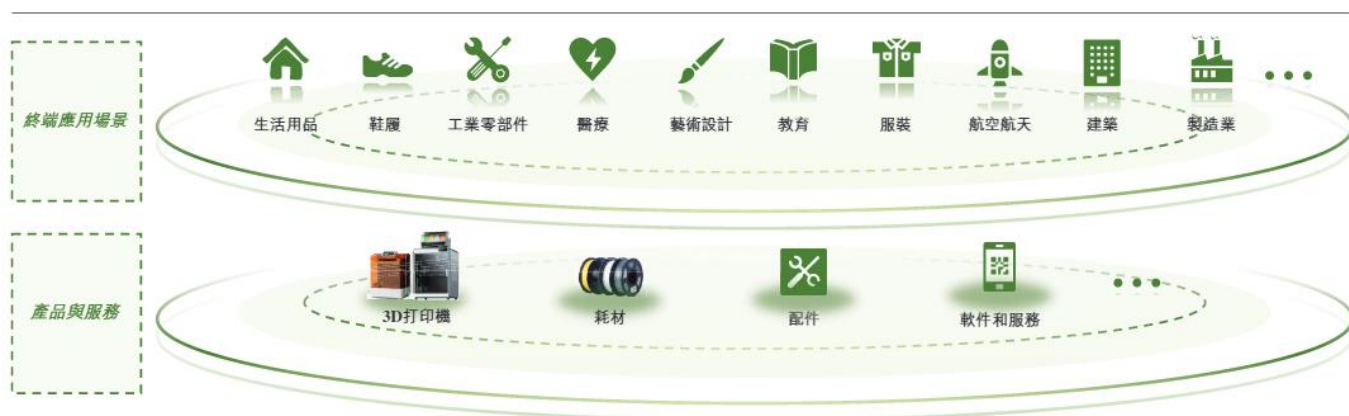 終端應用場景
生活用品
鞋履
工業零部件
醫療
藝術設計
教育
服裝
航空航天
建築
製造業
產品與服務
3D打印機
耗材
配件
軟件和服務